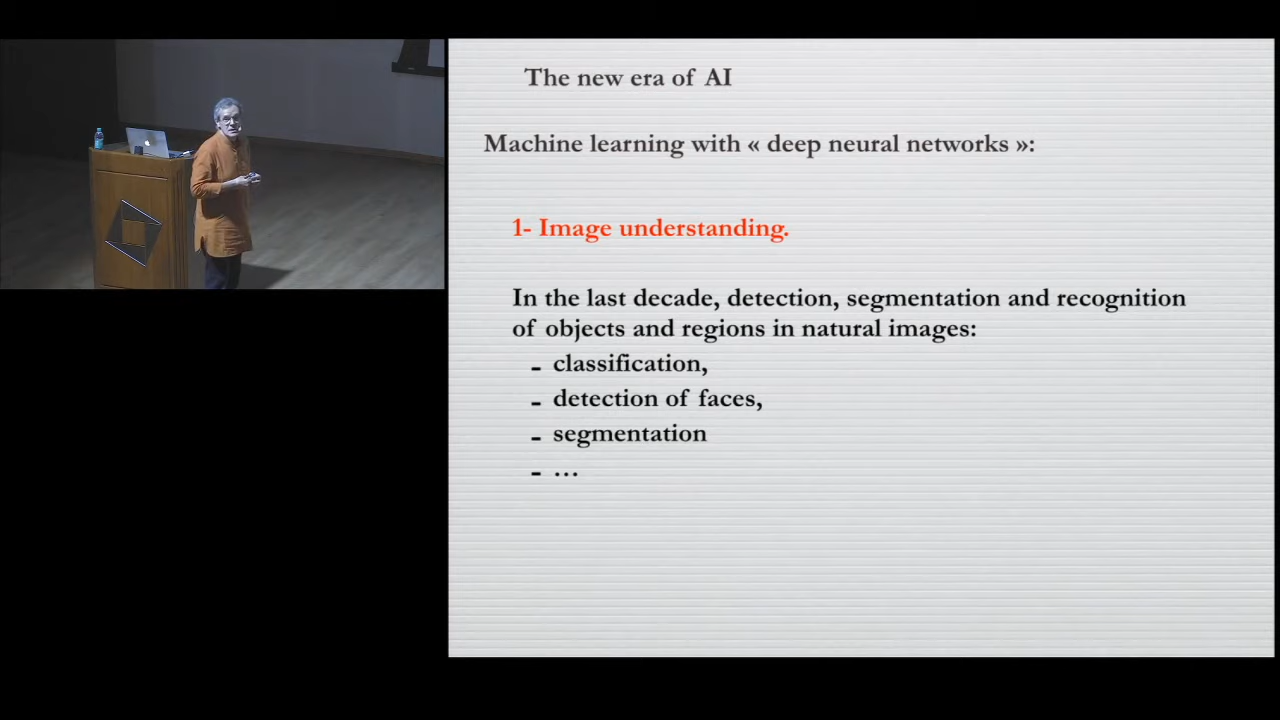 The new era of AI
Machine learning with « deep neural networks »:
1- Image understanding.
In the last decade, detection, segmentation and recognition
of objects and regions in natural images:
- classification,
- detection of faces,
- segmentation
- …